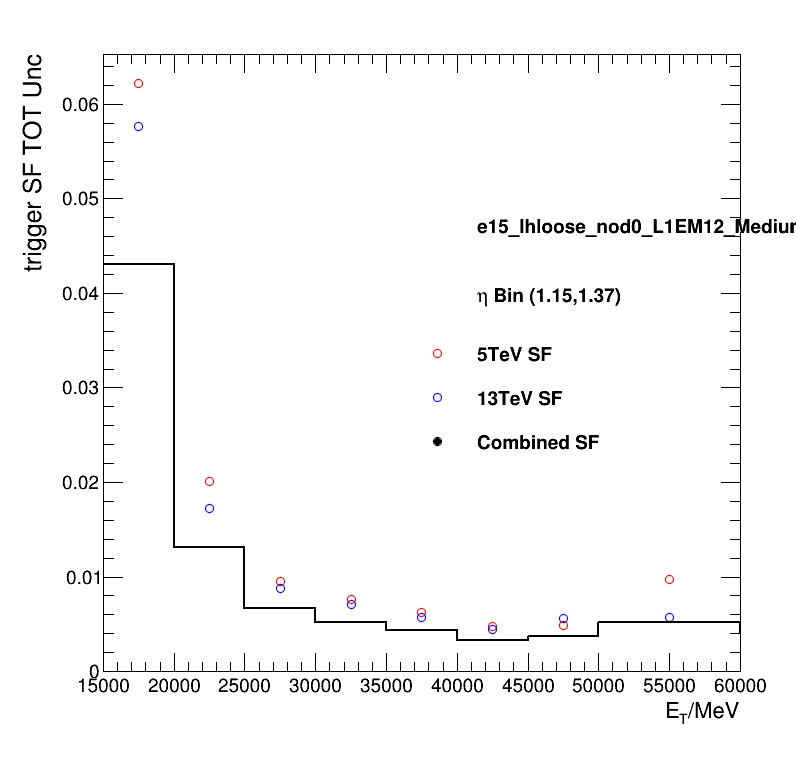 trigger SF TOT Unc
0.06
0.05
e15_lhloose_nod0_L1EM12_Medium
0.04
η Bin (1.15,1.37)
5TeV SF
0.03
13TeV SF
Combined SF
0.02
0.01
0
15000 20000 25000 30000 35000 40000 45000 50000 55000 60000
E_T/MeV